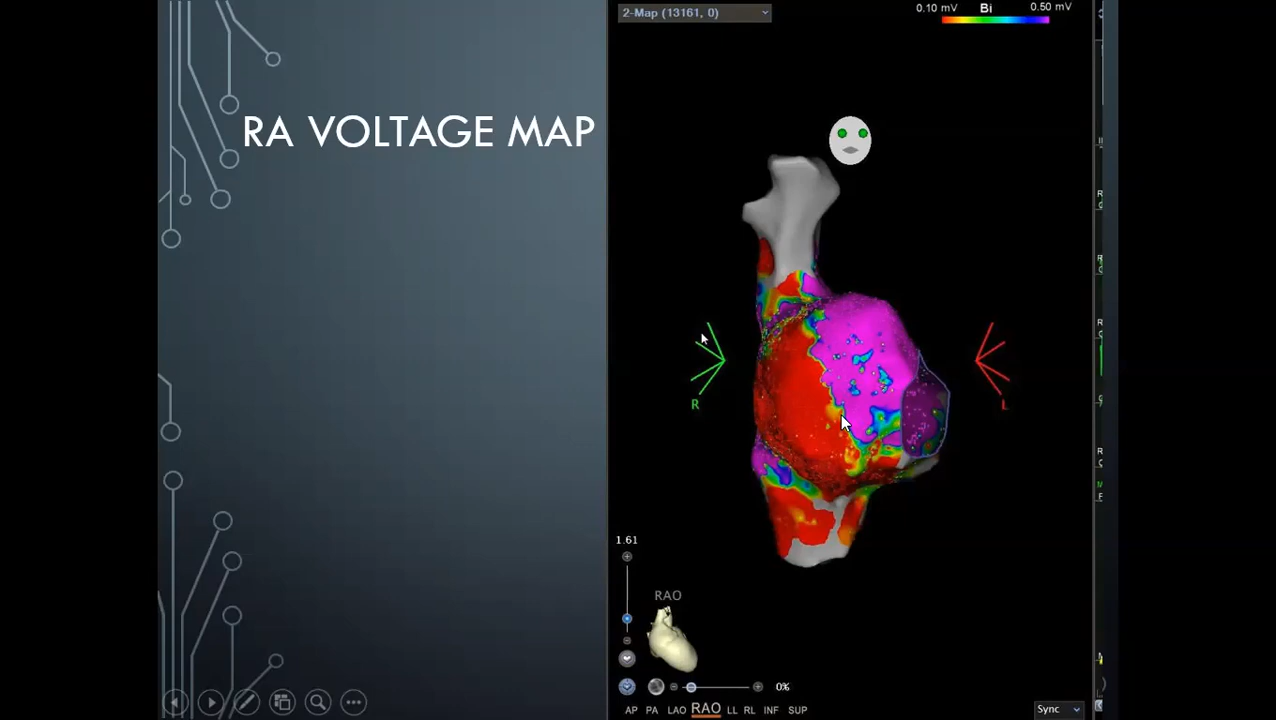 RA VOLTAGE MAP
2-Map (13161, 0)
0.10 mV
Bi
0.50 mV
R
L
1.61
RAO
0%
AP PA LAO RAO LL RL INF SUP
Sync